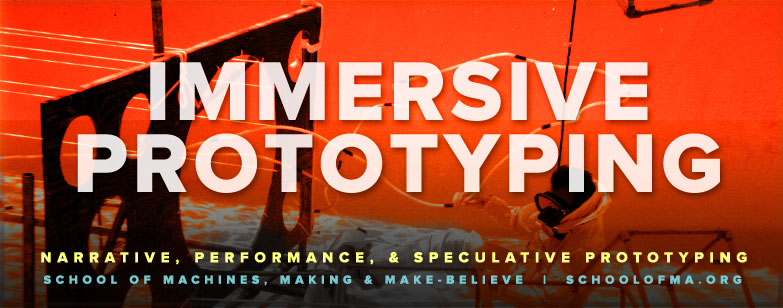 IMMERSIVE
PROTOTYPING
NARRATIVE, PERFORMANCE, & SPECULATIVE PROTOTYPING
SCHOOL OF MACHINES, MAKING & MAKE-BELIEVE | SCHOOLOFMA.ORG